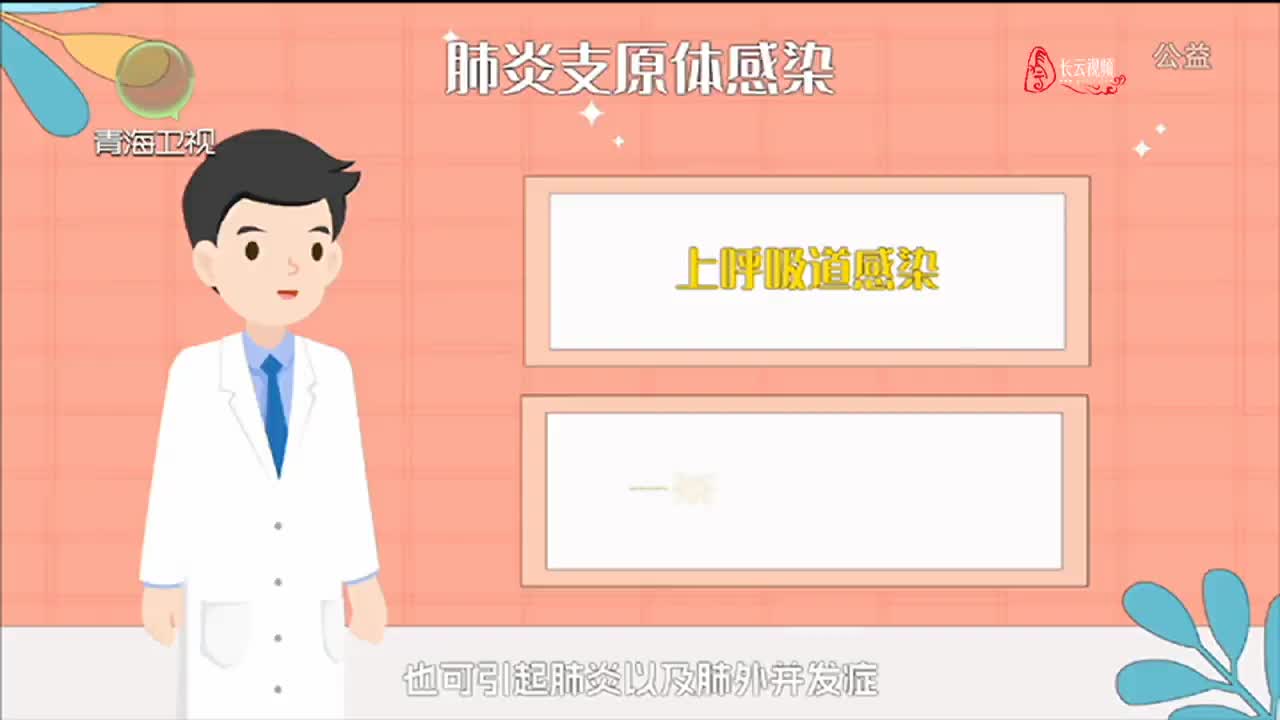 肺炎支原体感染
长云视频
公益
青海卫视
上呼吸道感染
一
也可引起肺炎以及肺外并发症